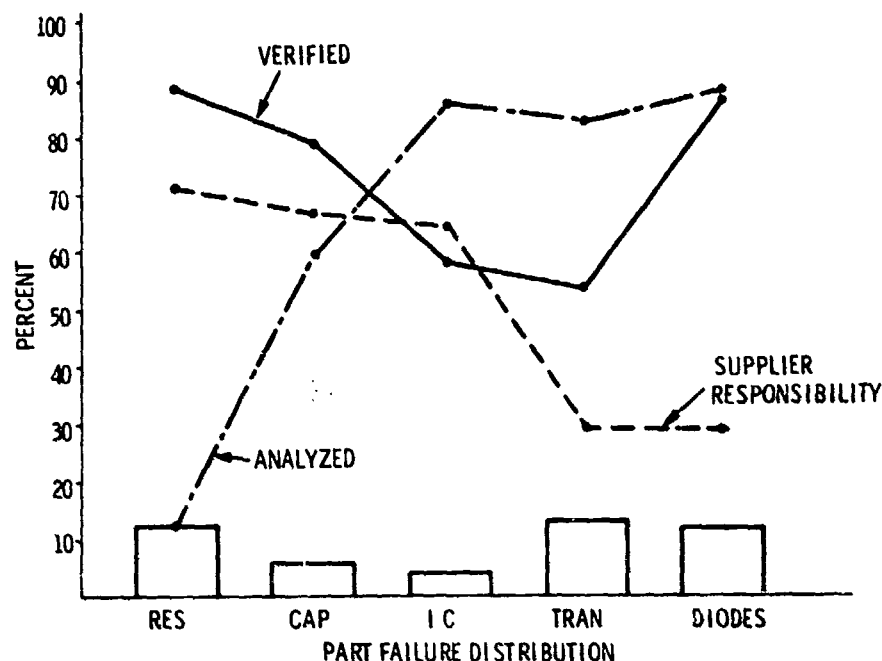 100
VERIFIED
90
80
70
60
50
PERCENT
40
SUPPLIER
RESPONSIBILITY
30
ANALYZED
20
10
RES CAP I C TRAN DIODES
PART FAILURE DISTRIBUTION